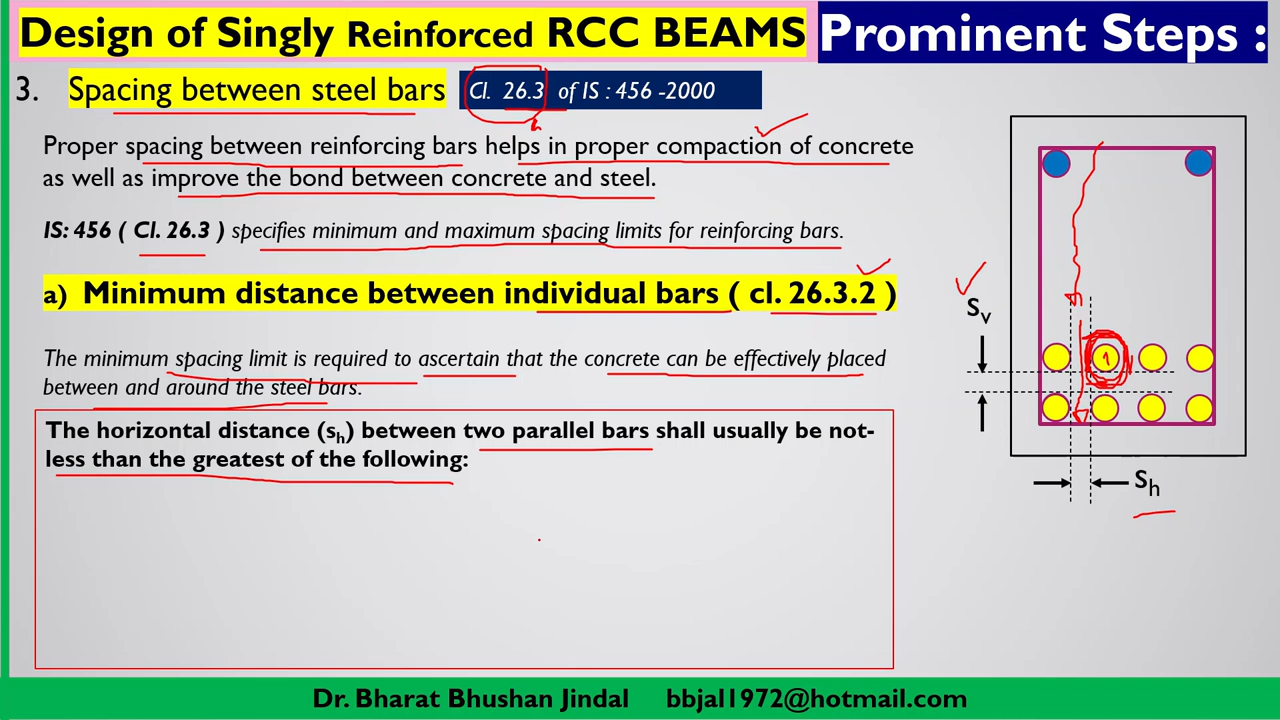 Design of Singly Reinforced RCC BEAMS
Prominent Steps :
3. Spacing between steel bars
Cl. 26.3 of IS : 456 -2000
Proper spacing between reinforcing bars helps in proper compaction of concrete
as well as improve the bond between concrete and steel.
IS: 456 ( Cl. 26.3 ) specifies minimum and maximum spacing limits for reinforcing bars.
a) Minimum distance between individual bars ( cl. 26.3.2 )
The minimum spacing limit is required to ascertain that the concrete can be effectively placed
between and around the steel bars.
The horizontal distance (sh) between two parallel bars shall usually be not-
less than the greatest of the following:
sv
1
sh
Dr. Bharat Bhushan Jindal bbjal1972@hotmail.com